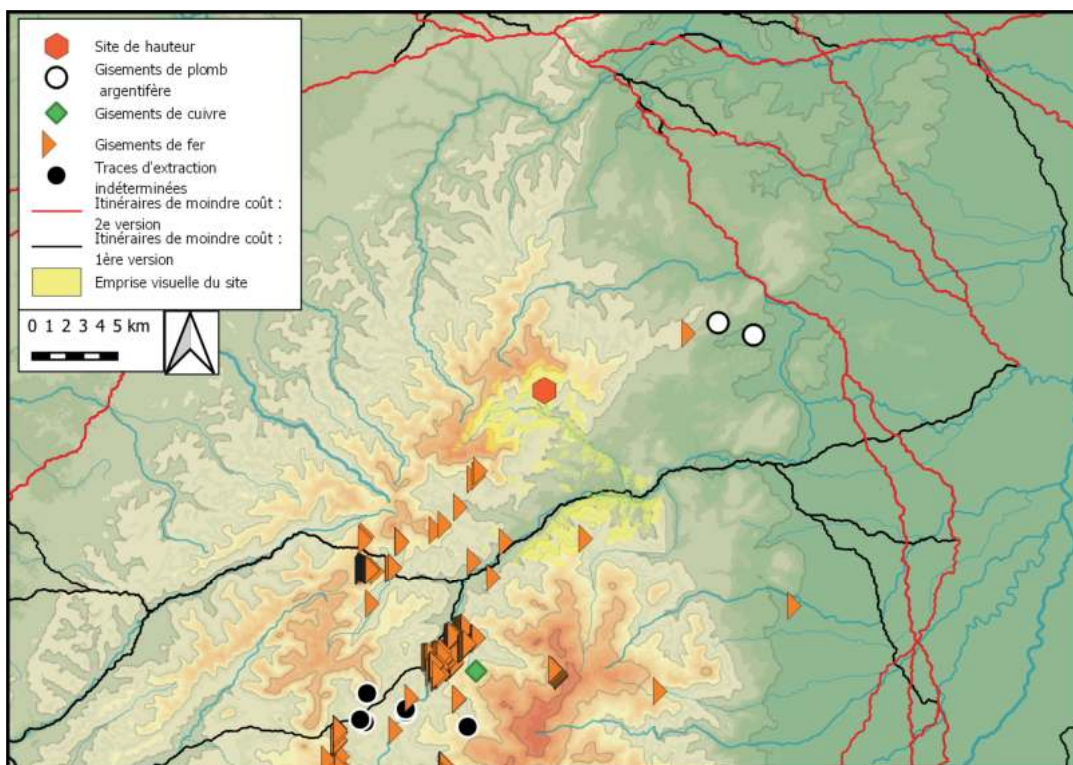 Site de hauteur
Gisements de plomb
argentifère
Gisements de cuivre
Gisements de fer
Traces d'extraction
indéterminées
Itinéraires de moindre coût :
2e version
Itinéraires de moindre coût :
1ère version
Emprise visuelle du site
0 1 2 3 4 5 km